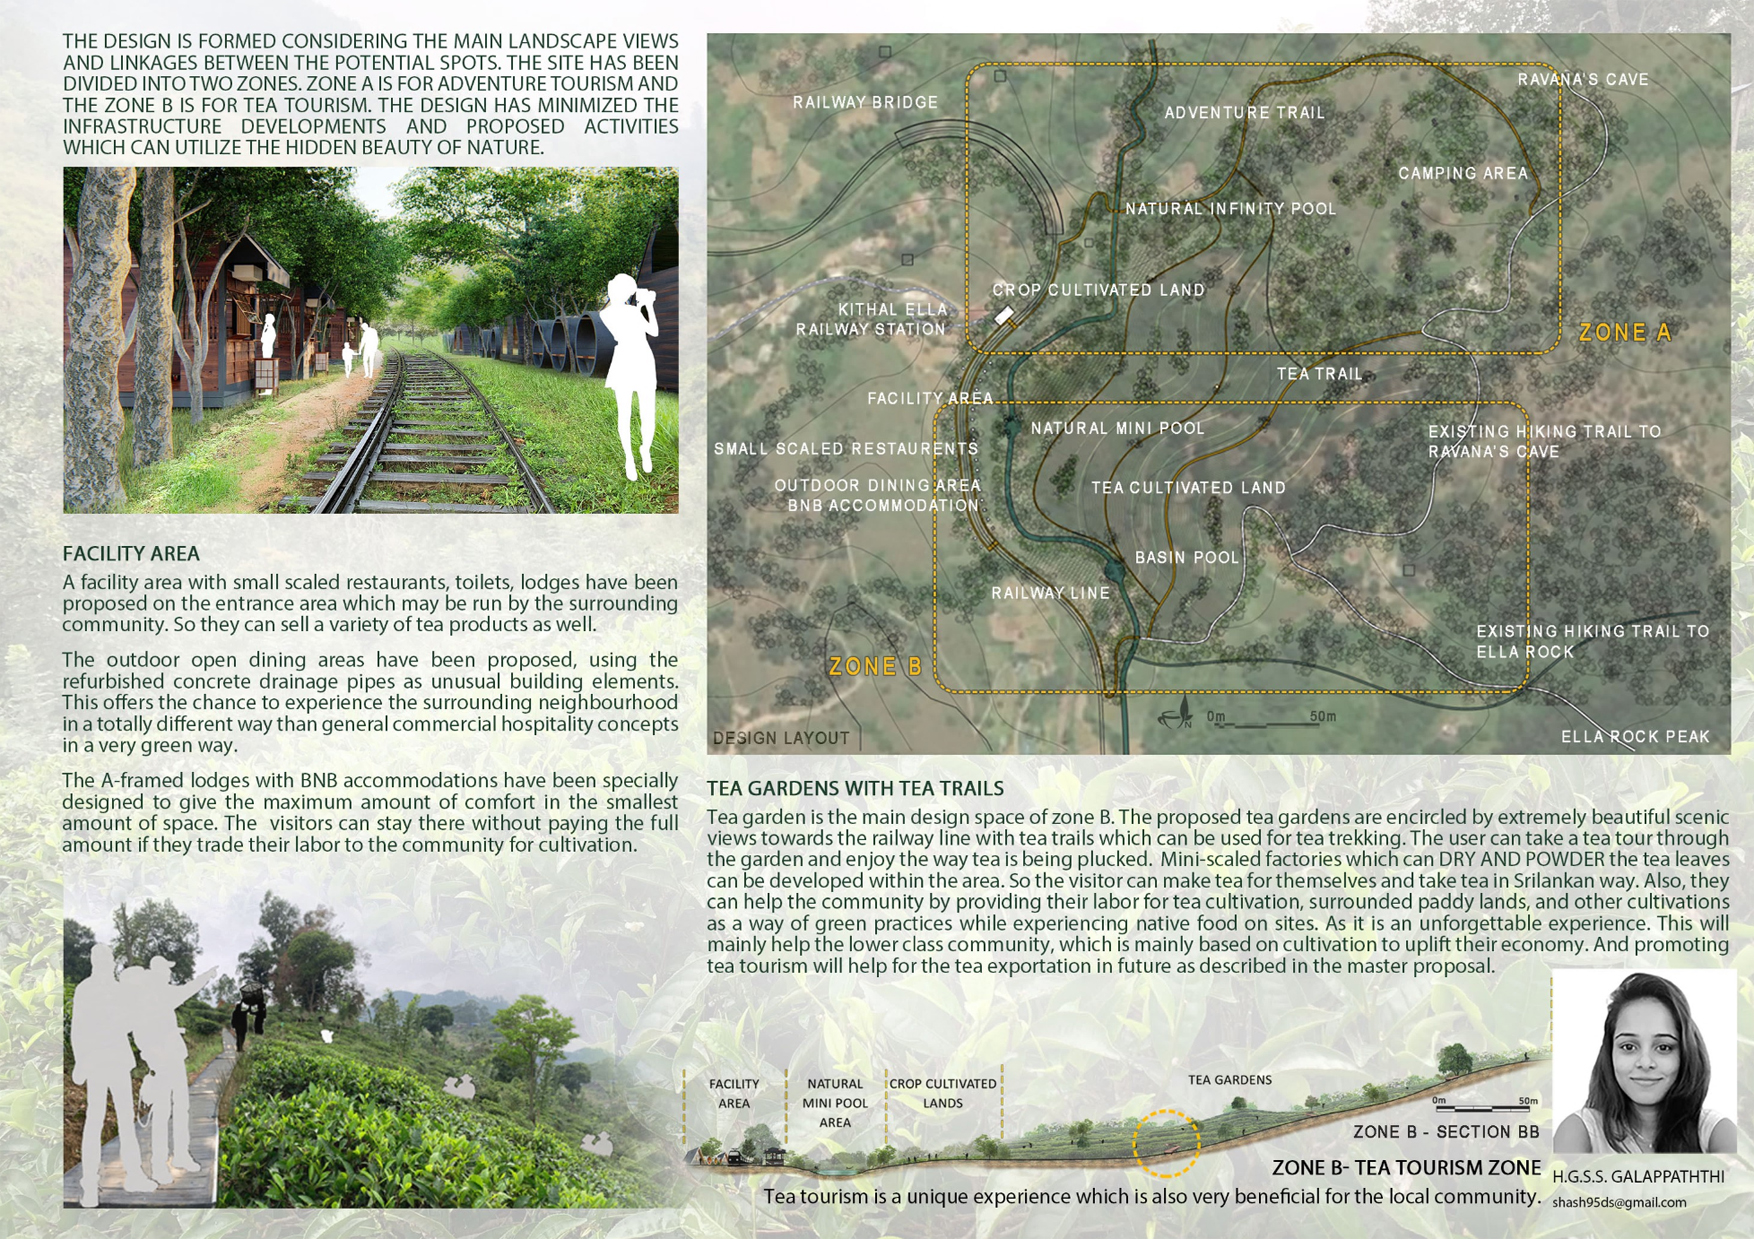 THE DESIGN IS FORMED CONSIDERING THE MAIN LANDSCAPE VIEWS
AND LINKAGES BETWEEN THE POTENTIAL SPOTS. THE SITE HAS BEEN
DIVIDED INTO TWO ZONES. ZONE A IS FOR ADVENTURE TOURISM AND
THE ZONE B IS FOR TEA TOURISM. THE DESIGN HAS MINIMIZED THE
INFRASTRUCTURE DEVELOPMENTS AND PROPOSED ACTIVITIES
WHICH CAN UTILIZE THE HIDDEN BEAUTY OF NATURE.
FACILITY AREA
A facility area with small scaled restaurants, toilets, lodges have been
proposed on the entrance area which may be run by the surrounding
community. So they can sell a variety of tea products as well.
The outdoor open dining areas have been proposed, using the
refurbished concrete drainage pipes as unusual building elements.
This offers the chance to experience the surrounding neighbourhood
in a totally different way than general commercial hospitality concepts
in a very green way.
The A-framed lodges with BNB accommodations have been specially
designed to give the maximum amount of comfort in the smallest
amount of space. The visitors can stay there without paying the full
amount if they trade their labor to the community for cultivation.
RAVANA'S CAVE
RAILWAY BRIDGE
ADVENTURE TRAIL
CAMPING AREA
NATURAL INFINITY POOL
CROP CULTIVATED LAND
KITHAL ELLA
RAILWAY STATION
ZONE A
TEA TRAIL
FACILITY AREA
NATURAL MINI POOL
EXISTING HIKING TRAIL TO
RAVANA'S CAVE
SMALL SCALED RESTAURENTS
OUTDOOR DINING AREA
BNB ACCOMMODATION
TEA CULTIVATED LAND
BASIN POOL
RAILWAY LINE
EXISTING HIKING TRAIL TO
ELLA ROCK
ZONE B
N
0m 50m
DESIGN LAYOUT
ELLA ROCK PEAK
TEA GARDENS WITH TEA TRAILS
Tea garden is the main design space of zone B. The proposed tea gardens are encircled by extremely beautiful scenic
views towards the railway line with tea trails which can be used for tea trekking. The user can take a tea tour through
the garden and enjoy the way tea is being plucked. Mini-scaled factories which can DRY AND POWDER the tea leaves
can be developed within the area. So the visitor can make tea for themselves and take tea in Srilankan way. Also, they
can help the community by providing their labor for tea cultivation, surrounded paddy lands, and other cultivations
as a way of green practices while experiencing native food on sites. As it is an unforgettable experience. This will
mainly help the lower class community, which is mainly based on cultivation to uplift their economy. And promoting
tea tourism will help for the tea exportation in future as described in the master proposal.
FACILITY
AREA
NATURAL
MINI POOL
AREA
CROP CULTIVATED
LANDS
TEA GARDENS
0m 50m
ZONE B - SECTION BB
ZONE B- TEA TOURISM ZONE
Tea tourism is a unique experience which is also very beneficial for the local community.
H.G.S.S. GALAPPATHTHI
shash95ds@gmail.com